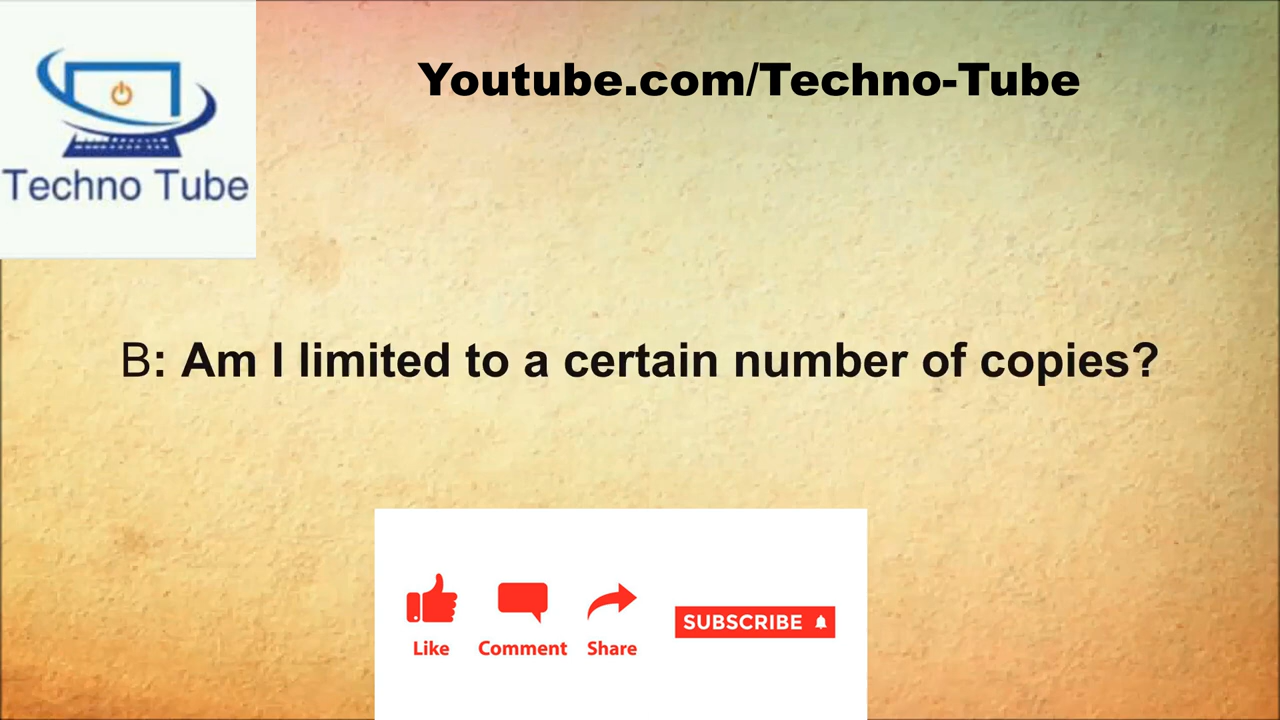 Youtube.com/Techno-Tube
Techno Tube
B: Am I limited to a certain number of copies?
Like Comment Share
SUBSCRIBE